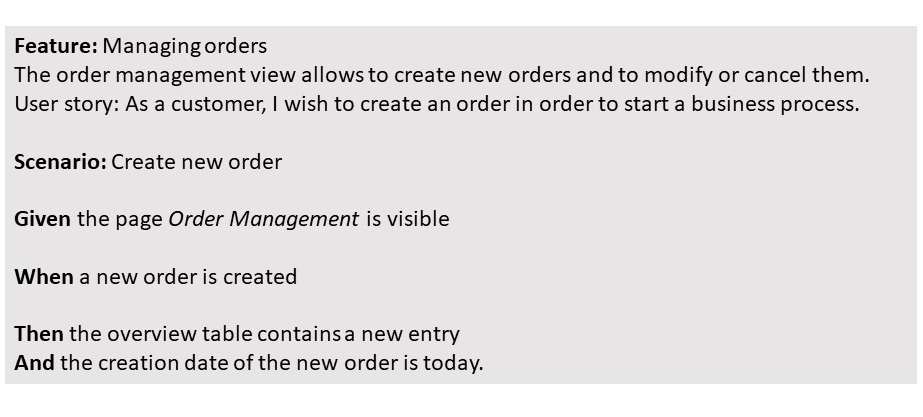 Feature: Managing orders
The order management view allows to create new orders and to modify or cancel them.
User story: As a customer, I wish to create an order in order to start a business process.
Scenario: Create new order
Given the page Order Management is visible
When a new order is created
Then the overview table contains a new entry
And the creation date of the new order is today.